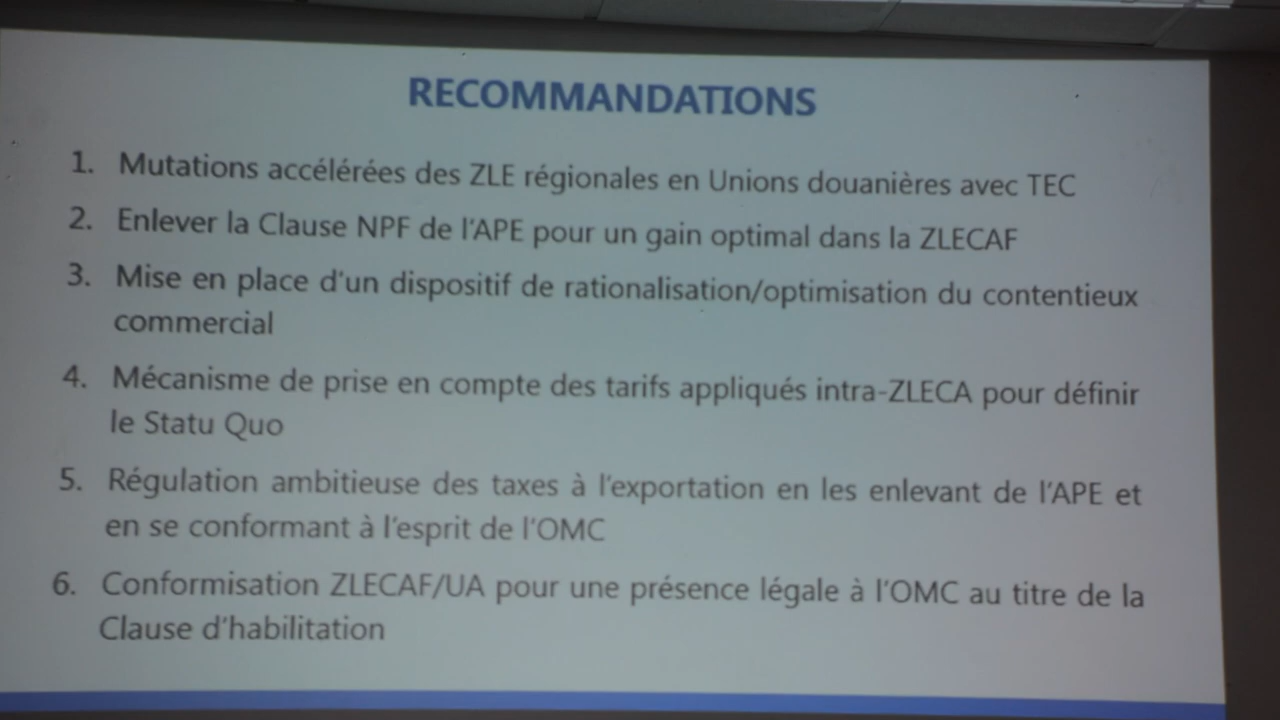 RECOMMANDATIONS
1. Mutations accélérées des ZLE régionales en Unions douanières avec TEC
2. Enlever la Clause NPF de l'APE pour un gain optimal dans la ZLECAF
3. Mise en place d'un dispositif de rationalisation/optimisation du contentieux
commercial
4. Mécanisme de prise en compte des tarifs appliqués intra-ZLECA pour définir
le Statu Quo
5. Régulation ambitieuse des taxes à l'exportation en les enlevant de l'APE et
en se conformant à l'esprit de l'OMC
6. Conformisation ZLECAF/UA pour une présence légale à l'OMC au titre de la
Clause d'habilitation